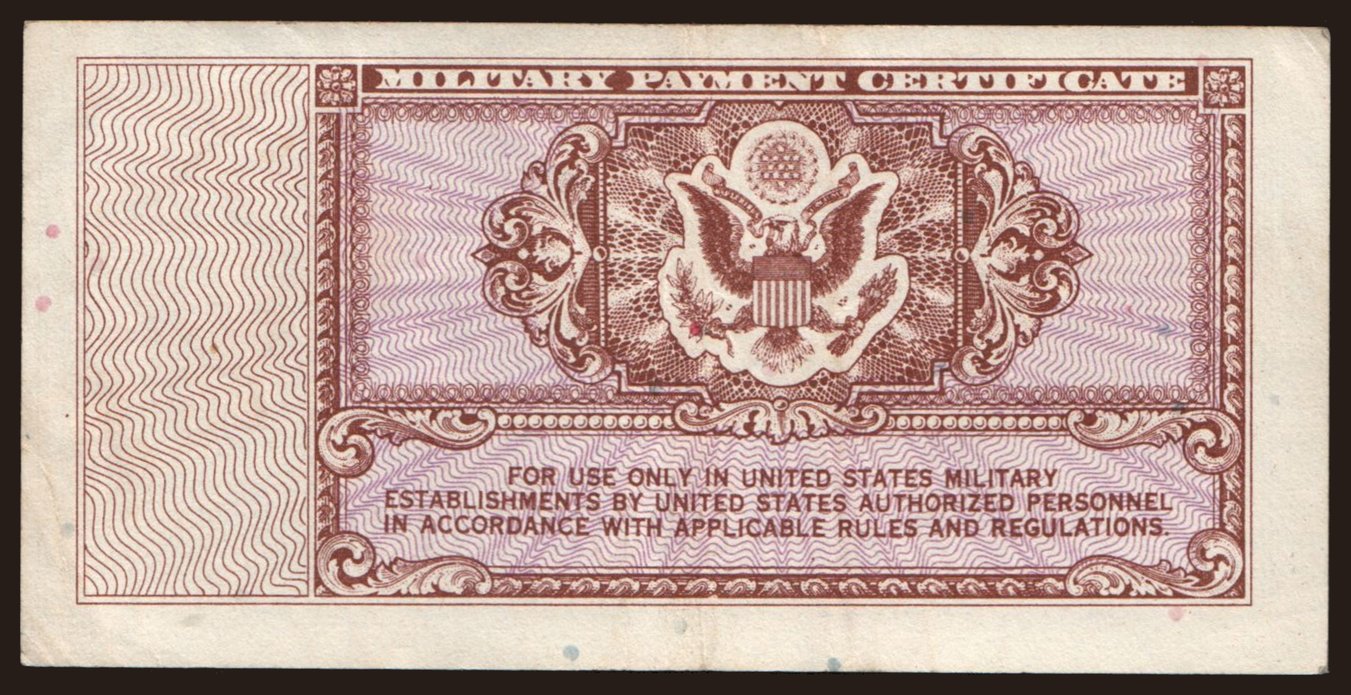 MILITARY PAYMENT CERTIFICATE
FOR USE ONLY IN UNITED STATES MILITARY
ESTABLISHMENTS BY UNITED STATES AUTHORIZED PERSONNEL
IN ACCORDANCE WITH APPLICABLE RULES AND REGULATIONS.